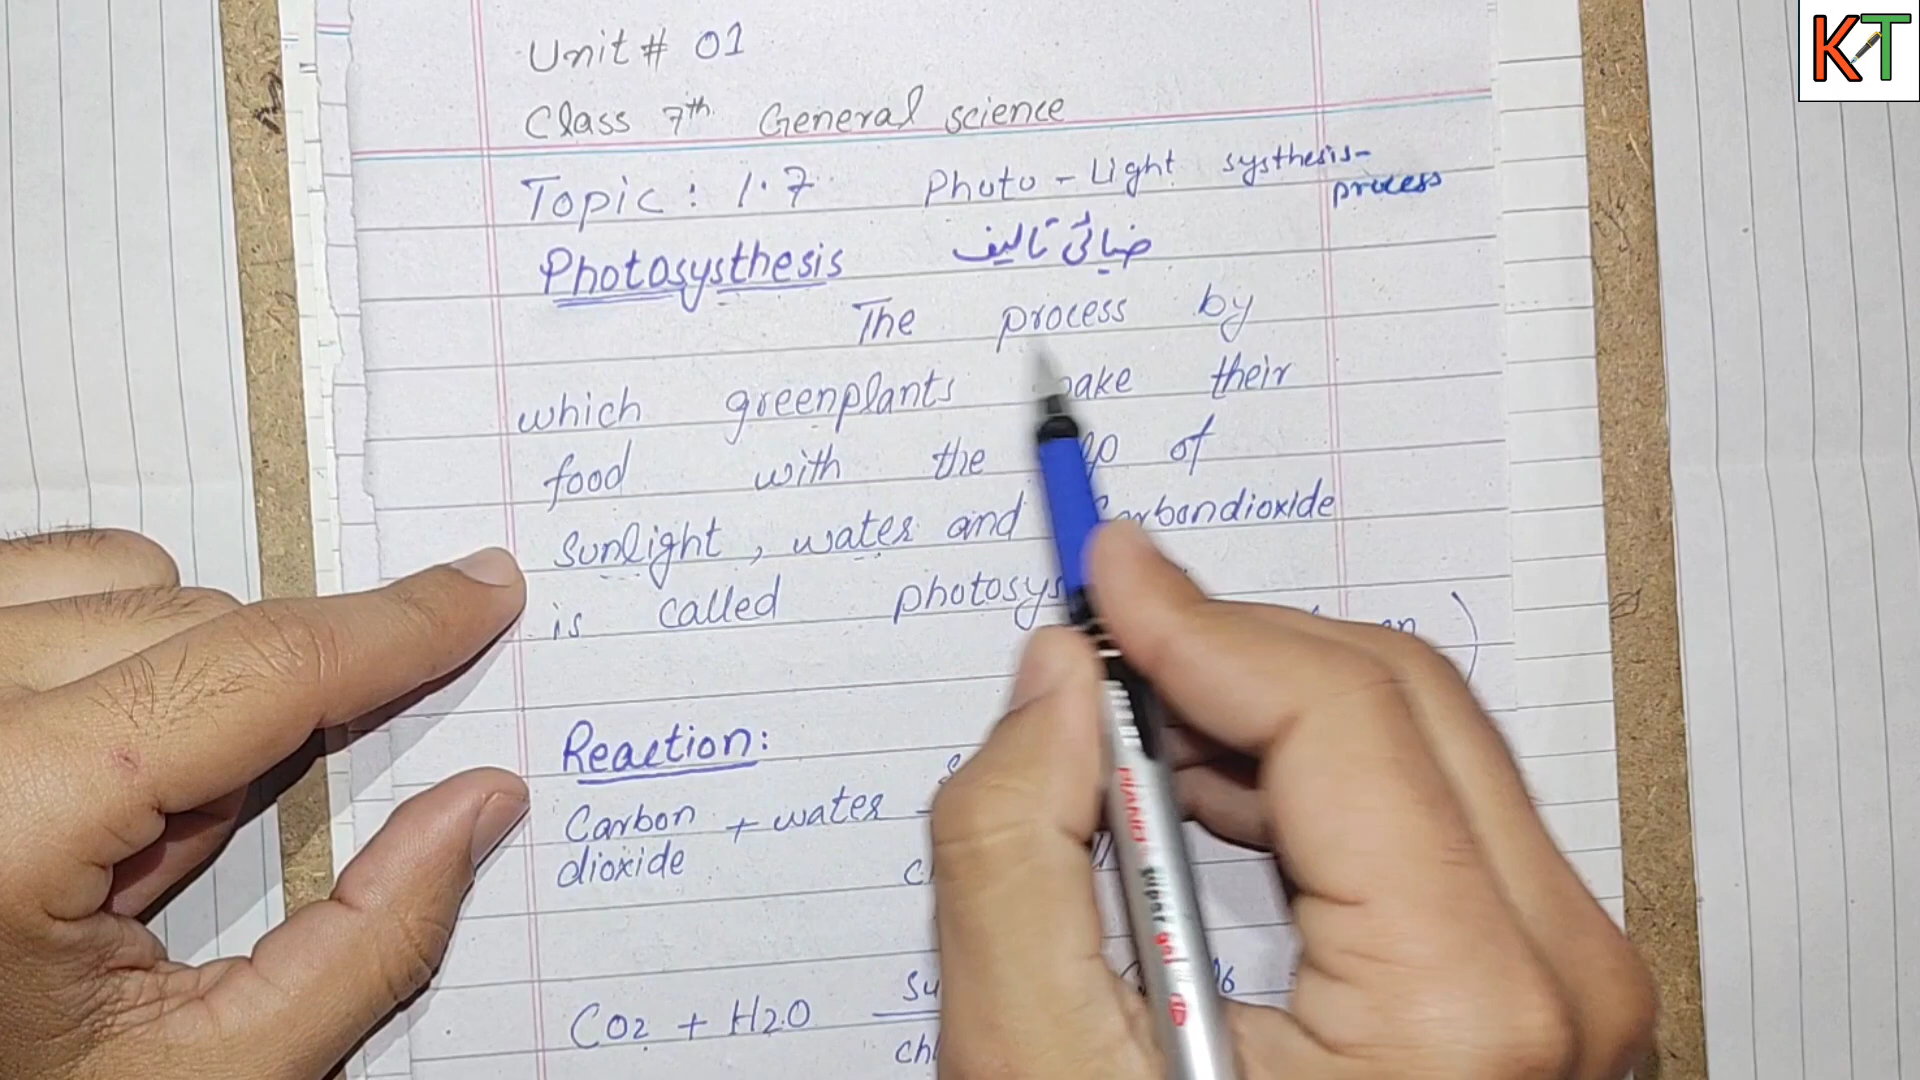 KT
Unit # 01
Class 7th General science
Topic : 1.7 Photo - Light systhesis-
process
Photosysthesis ضیائی تالیف
The process by
which greenplants make their
food with the of
Sunlight, water and Carbondioxide
is called
Reaction:
Carbon + water
dioxide
CO2 + H2O